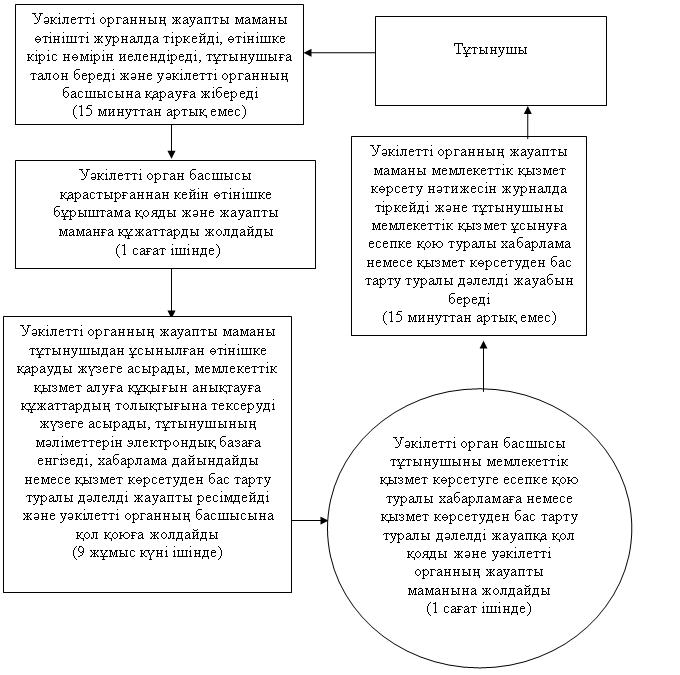 Тұтынушы
Уәкілетті органның жауапты маманы
өтінішті журналда тіркейді, өтінішке
кіріс нөмірін иелендіреді, тұтынушыға
талон береді және уәкілетті органның
басшысына қарауға жібереді
(15 минуттан артық емес)
Уәкілетті орган басшысы
қарастырғаннан кейін өтінішке
бұрыштама қояды және жауапты
маманға құжаттарды жолдайды
(1 сағат ішінде)
Уәкілетті органның жауапты маманы
тұтынушыдан ұсынылған өтінішке
қарауды жүзеге асырады, мемлекеттік
қызмет алуға құқығын анықтауға
құжаттардың толықтығына тексеруді
жүзеге асырады, тұтынушының
мәліметтерін электрондық базаға
енгізеді, хабарлама дайындайды
немесе қызмет көрсетуден бас тарту
туралы дәлелді жауапты ресімдейді
және уәкілетті органның басшысына
қол қоюға жолдайды
(9 жұмыс күні ішінде)
Уәкілетті орган басшысы
тұтынушыны мемлекеттік
қызмет көрсетуге есепке қою
туралы хабарламаға немесе
қызмет көрсетуден бас тарту
туралы дәлелді жауапқа қол
қояды және уәкілетті
органның жауапты
маманына жолдайды
(1 сағат ішінде)
Уәкілетті органның жауапты
маманы мемлекеттік қызмет
көрсету нәтижесін журналда
тіркейді және тұтынушыны
мемлекеттік қызмет ұсынуға
есепке қою туралы хабарлама
немесе қызмет көрсетуден бас
тарту туралы дәлелді жауабын
береді
(15 минуттан артық емес)